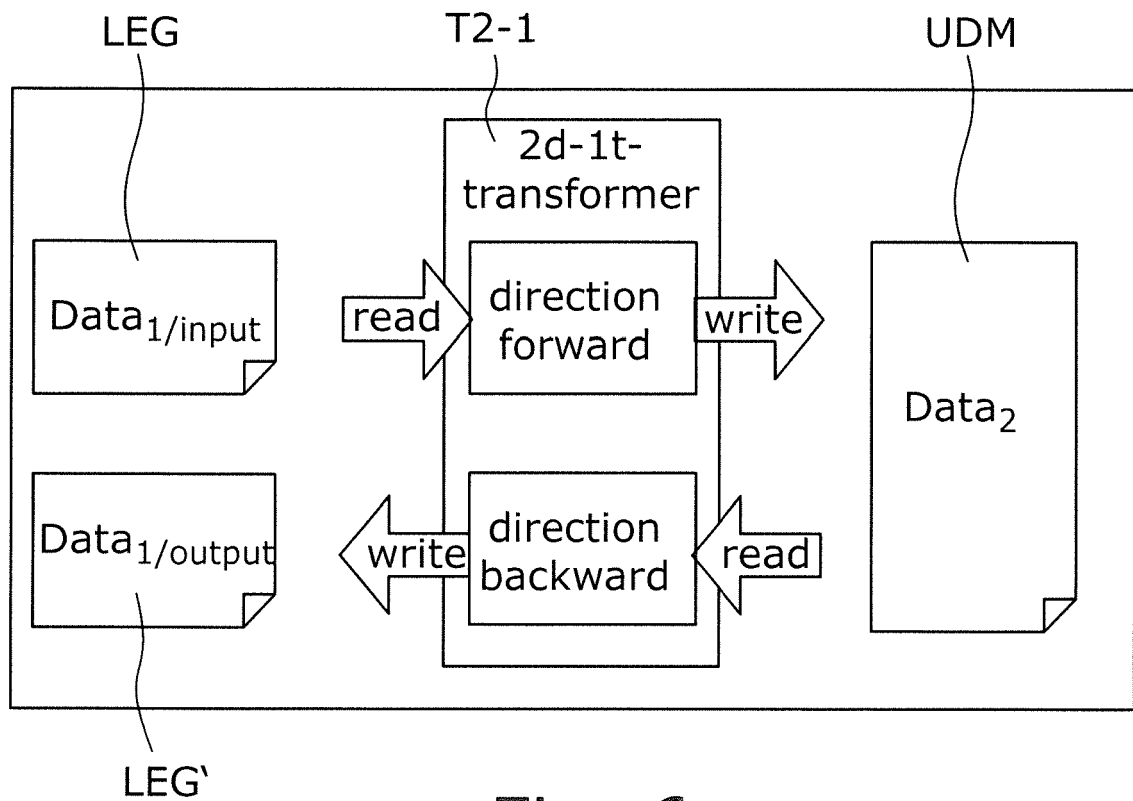 LEG T2-1 UDM
2d-1t-
transformer
Data1/input
read
direction
forward
write
Data2
Data1/output
write
direction
backward
read
LEG‘